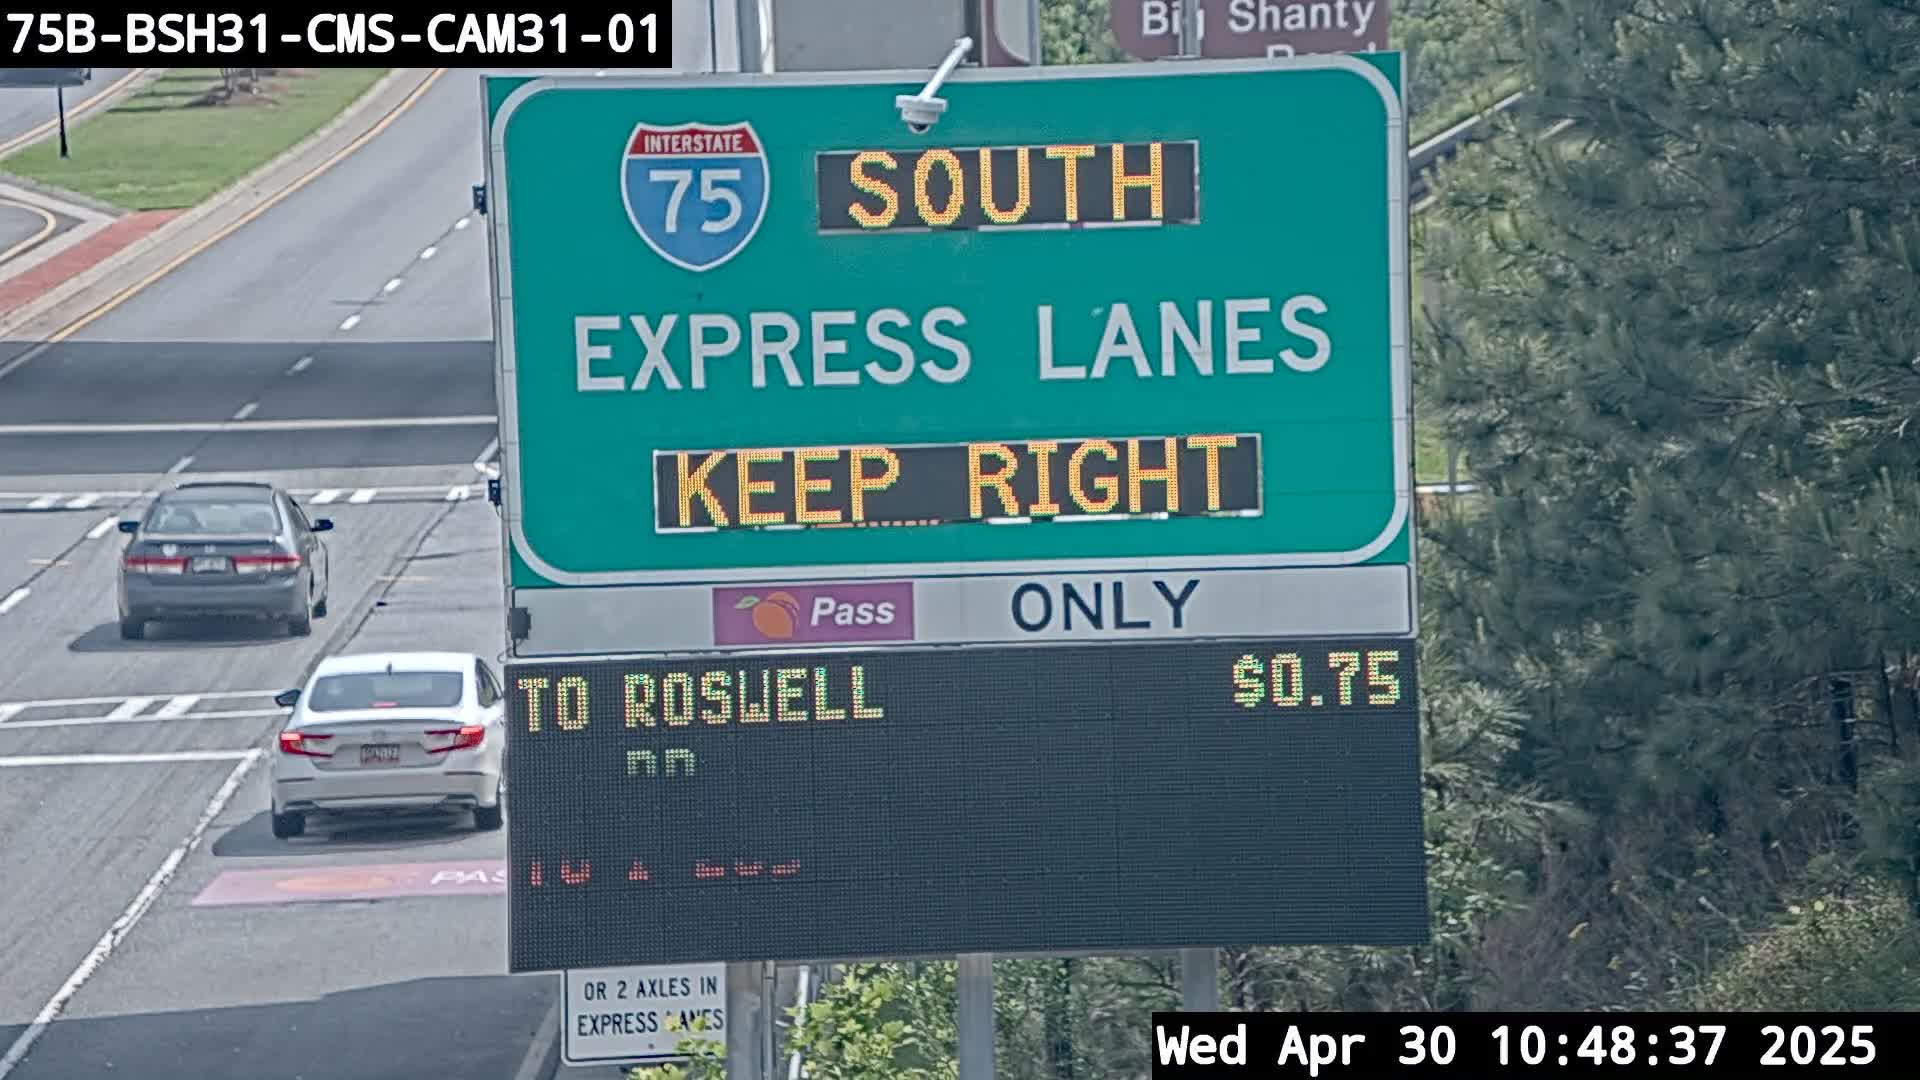 75B-BSH31-CMS-CAM31-01
Big Shanty
Road
INTERSTATE
75
SOUTH
EXPRESS LANES
KEEP RIGHT
Pass ONLY
TO ROSWELL $0.75
OR 2 AXLES IN
EXPRESS LANES
Wed Apr 30 10:48:37 2025